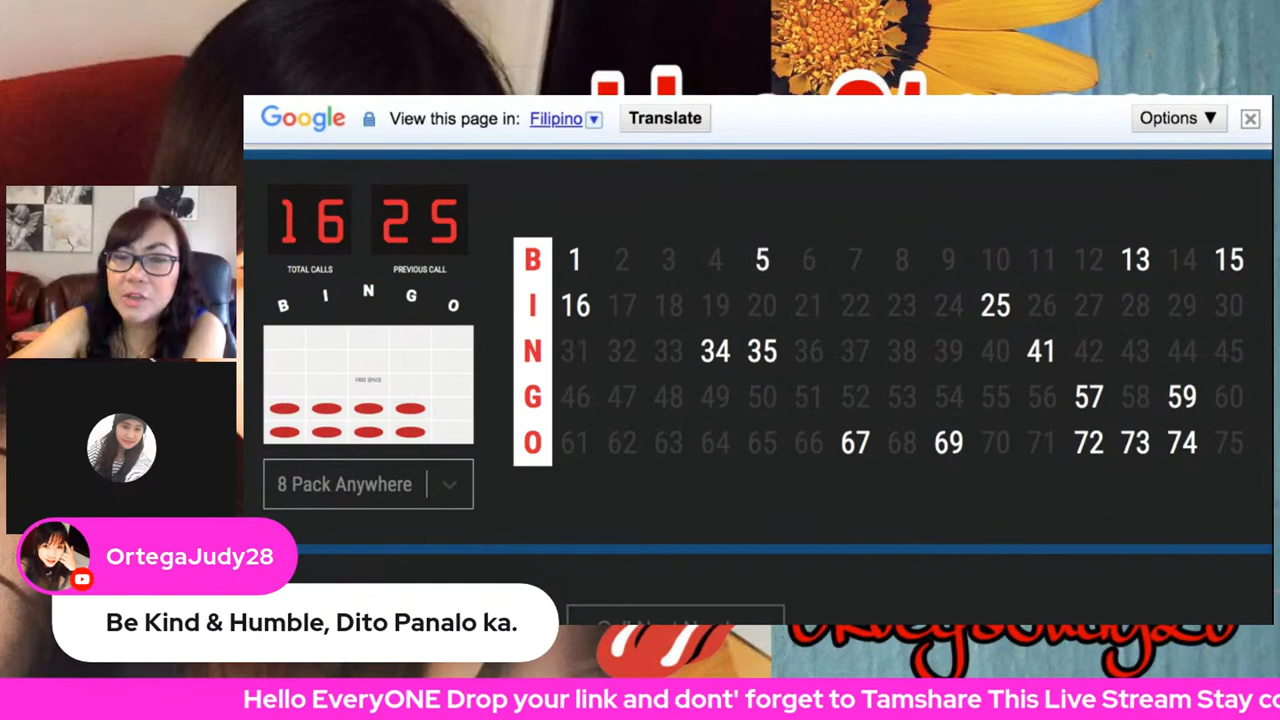 Google View this page in: Filipino Translate Options ▼
16 25
TOTAL CALLS PREVIOUS CALL
B I N G O
FREE SPACE
8 Pack Anywhere
B 1 2 3 4 5 6 7 8 9 10 11 12 13 14 15
I 16 17 18 19 20 21 22 23 24 25 26 27 28 29 30
N 31 32 33 34 35 36 37 38 39 40 41 42 43 44 45
G 46 47 48 49 50 51 52 53 54 55 56 57 58 59 60
O 61 62 63 64 65 66 67 68 69 70 71 72 73 74 75
OrtegaJudy28
Be Kind & Humble, Dito Panalo ka.
Hello EveryONE Drop your link and dont' forget to Tamshare This Live Stream Stay